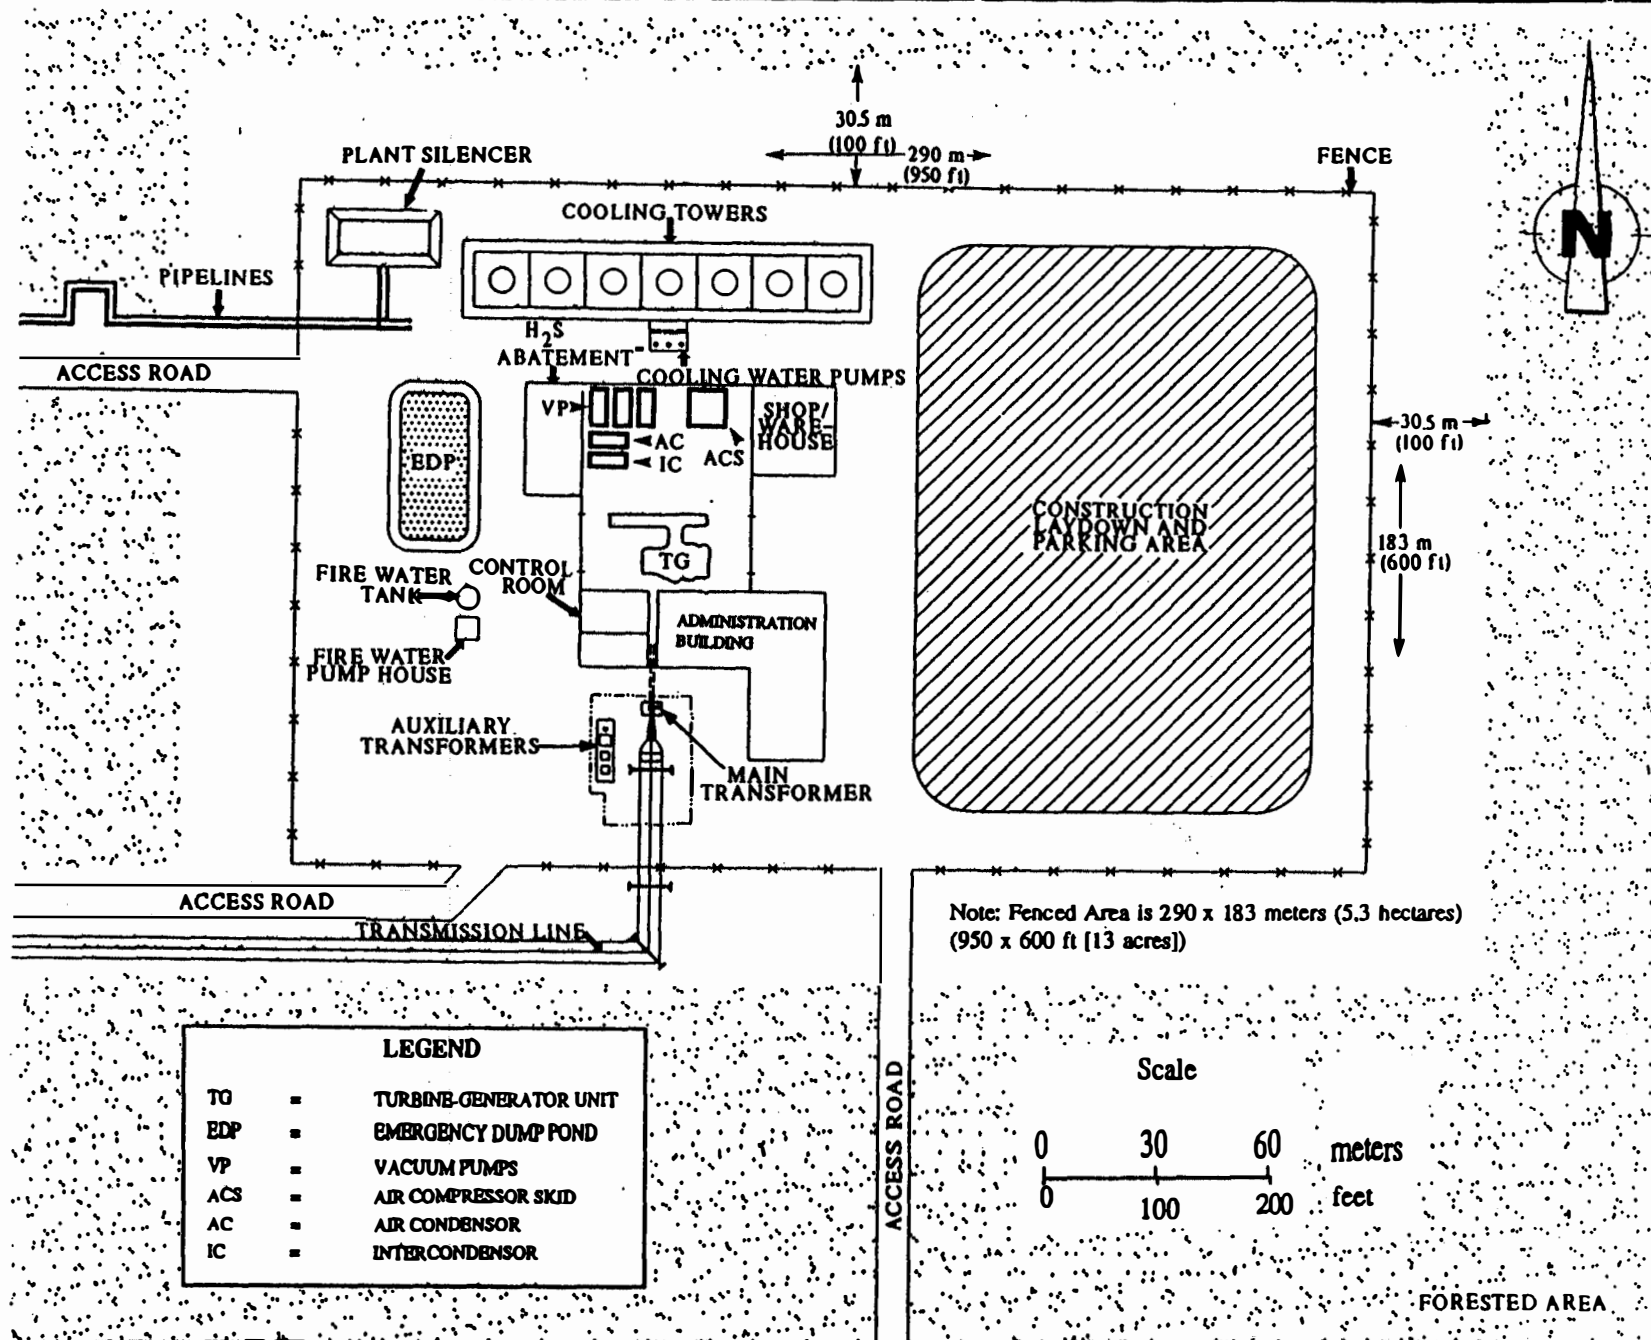 30.5 m
(100 ft)
290 m
(950 ft)
PLANT SILENCER
FENCE
COOLING TOWERS
N
PIPELINES
H2S
ABATEMENT
COOLING WATER PUMPS
ACCESS ROAD
VP
SHOP/
WARE-
HOUSE
AC
IC
ACS
30.5 m
(100 ft)
EDP
CONSTRUCTION
LAYDOWN AND
PARKING AREA
183 m
(600 ft)
TG
CONTROL
ROOM
FIRE WATER
TANK
ADMINISTRATION
BUILDING
FIRE WATER
PUMP HOUSE
AUXILIARY
TRANSFORMERS
MAIN
TRANSFORMER
ACCESS ROAD
TRANSMISSION LINE
Note: Fenced Area is 290 x 183 meters (5.3 hectares)
(950 x 600 ft [13 acres])
LEGEND
TG = TURBINE-GENERATOR UNIT
EDP = EMERGENCY DUMP POND
VP = VACUUM PUMPS
ACS = AIR COMPRESSOR SKID
AC = AIR CONDENSOR
IC = INTERCONDENSOR
ACCESS ROAD
Scale
0 30 60 meters
0 100 200 feet
FORESTED AREA